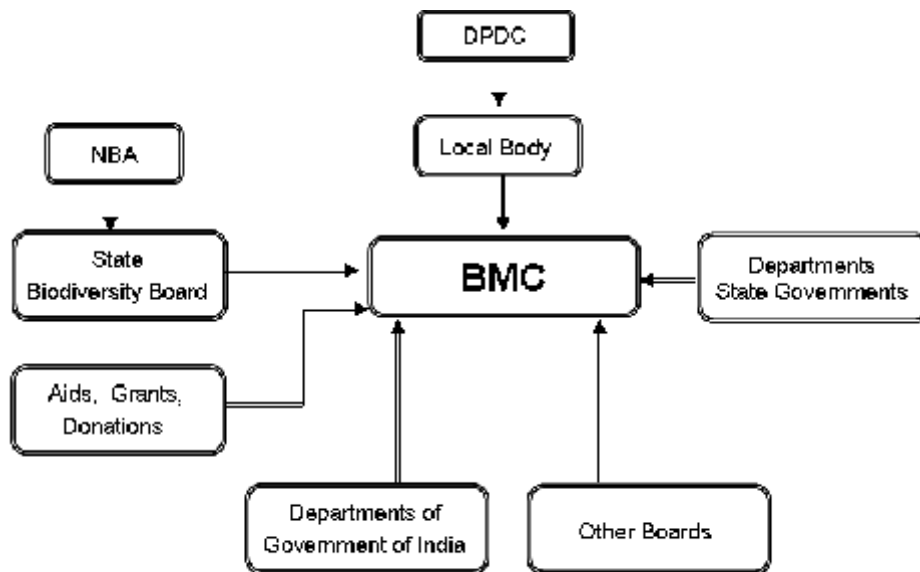 DPDC
Local Body
NBA
State
Biodiversity Board
BMC
Departments
State Governments
Aids, Grants,
Donations
Departments of
Government of India
Other Boards